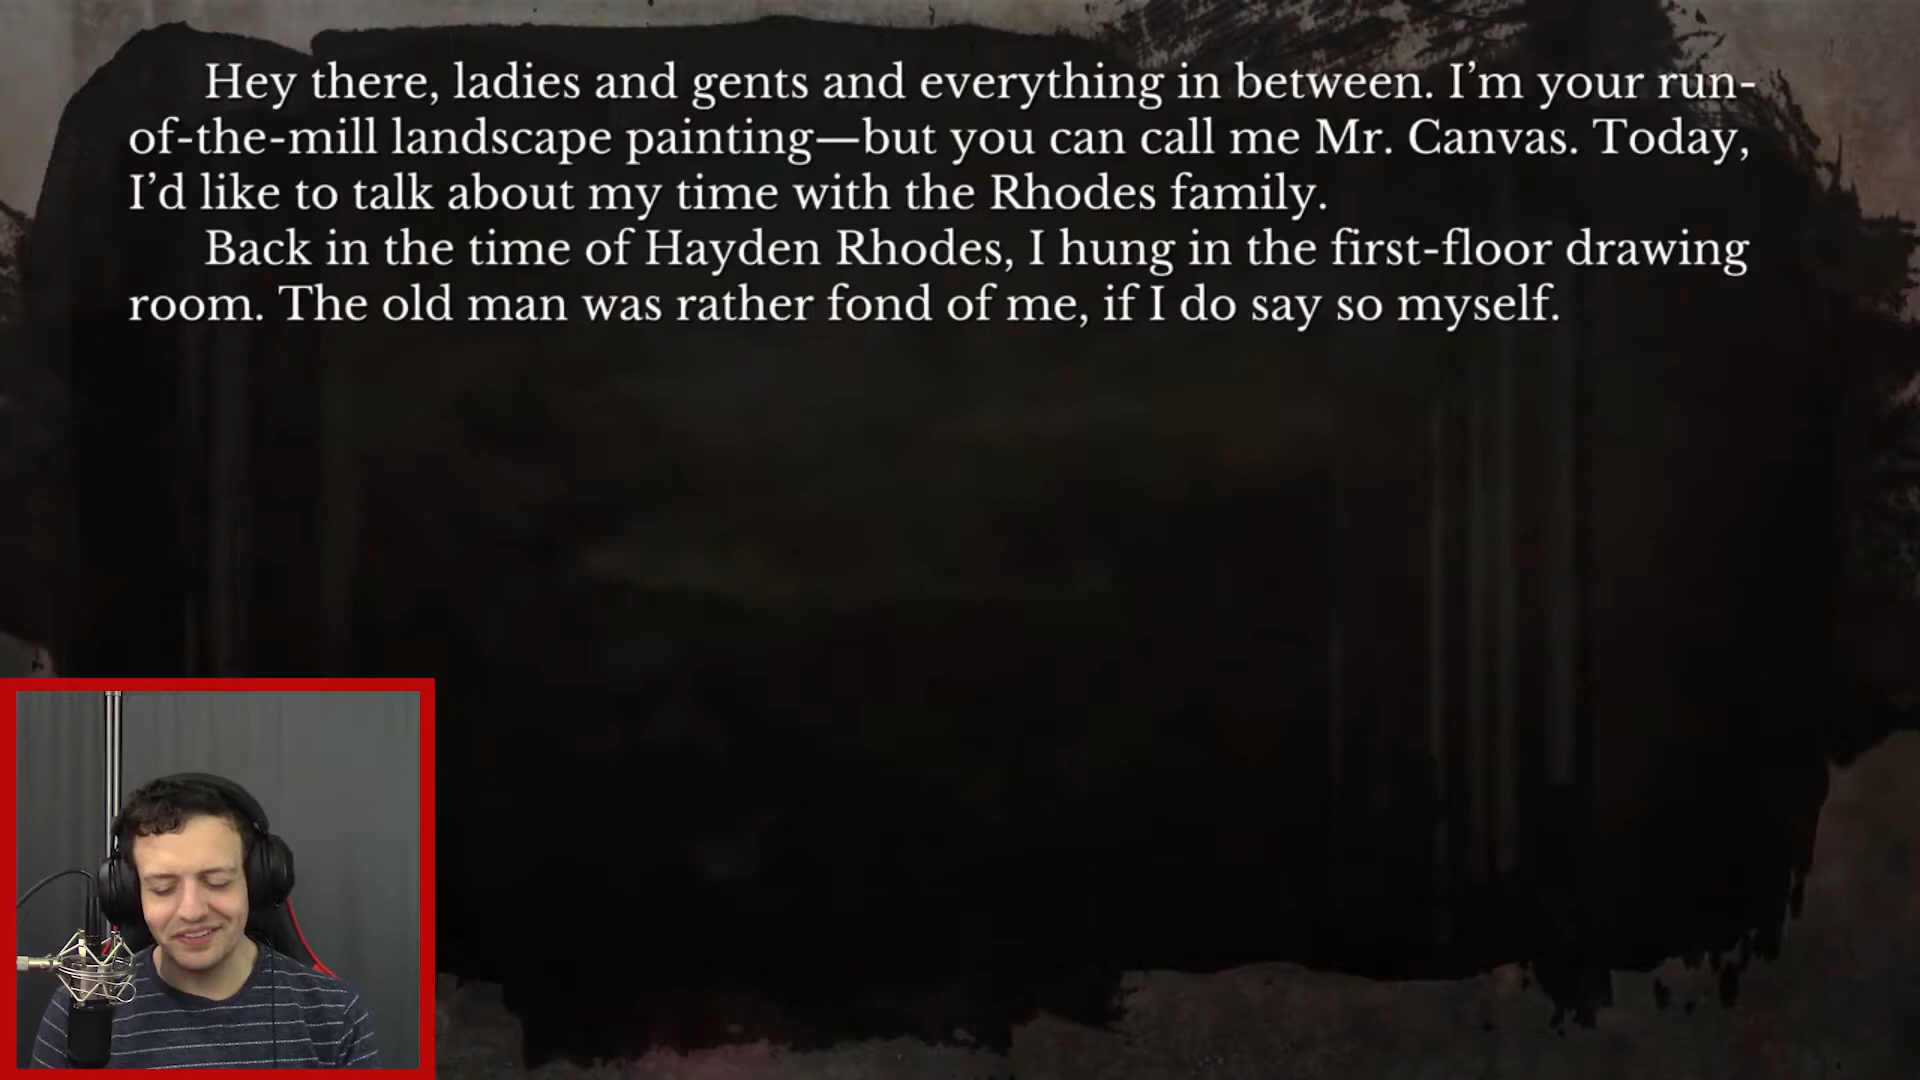 Hey there, ladies and gents and everything in between. I’m your run-
of-the-mill landscape painting—but you can call me Mr. Canvas. Today,
I’d like to talk about my time with the Rhodes family.
Back in the time of Hayden Rhodes, I hung in the first-floor drawing
room. The old man was rather fond of me, if I do say so myself.